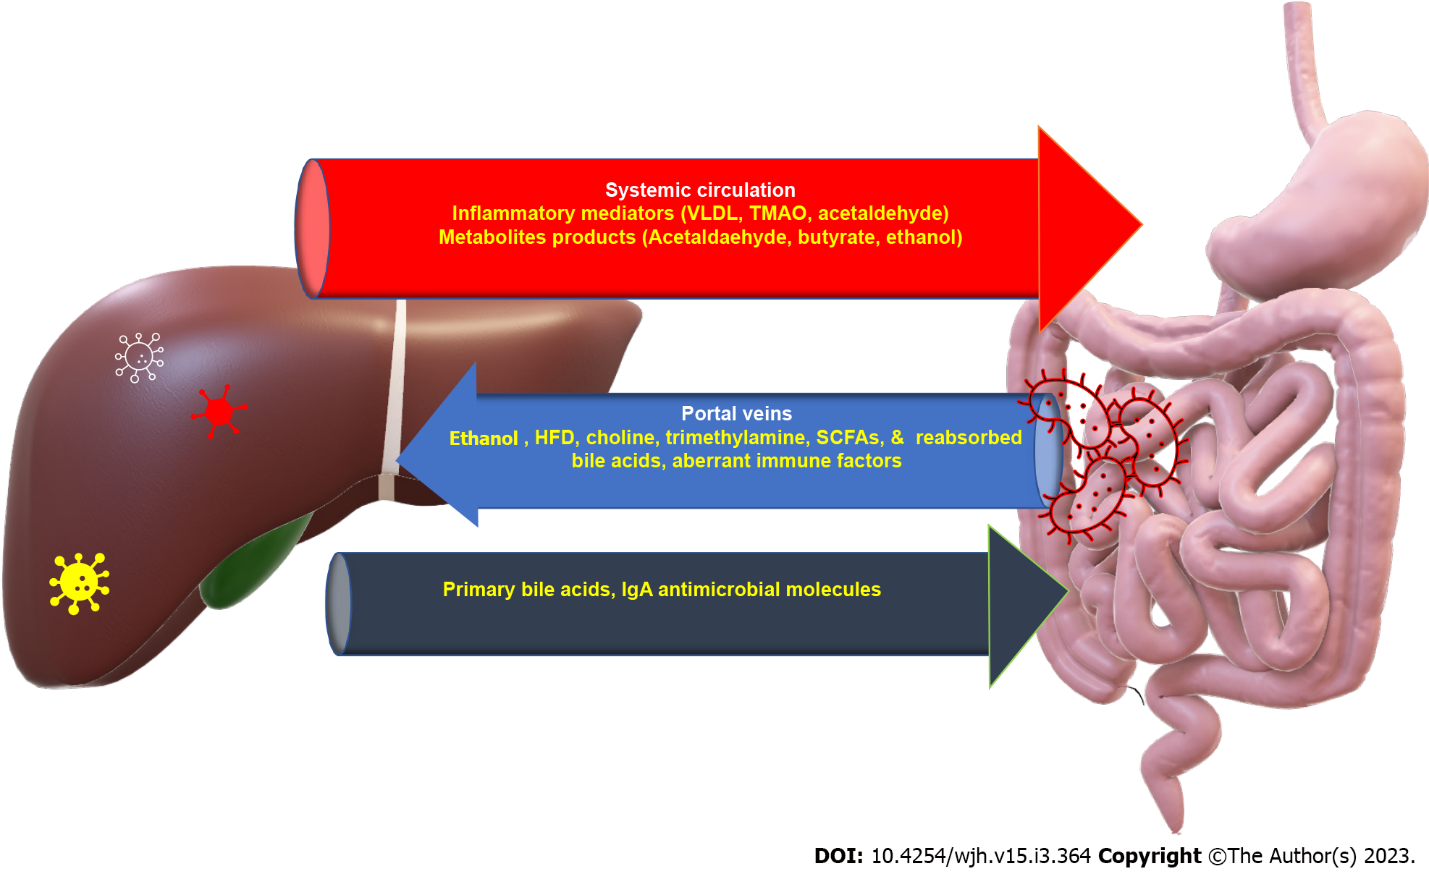 Systemic circulation
Inflammatory mediators (VLDL, TMAO, acetaldehyde)
Metabolites products (Acetaldaehyde, butyrate, ethanol)
Portal veins
Ethanol , HFD, choline, trimethylamine, SCFAs, & reabsorbed
bile acids, aberrant immune factors
Primary bile acids, IgA antimicrobial molecules
DOI: 10.4254/wjh.v15.i3.364 Copyright ©The Author(s) 2023.